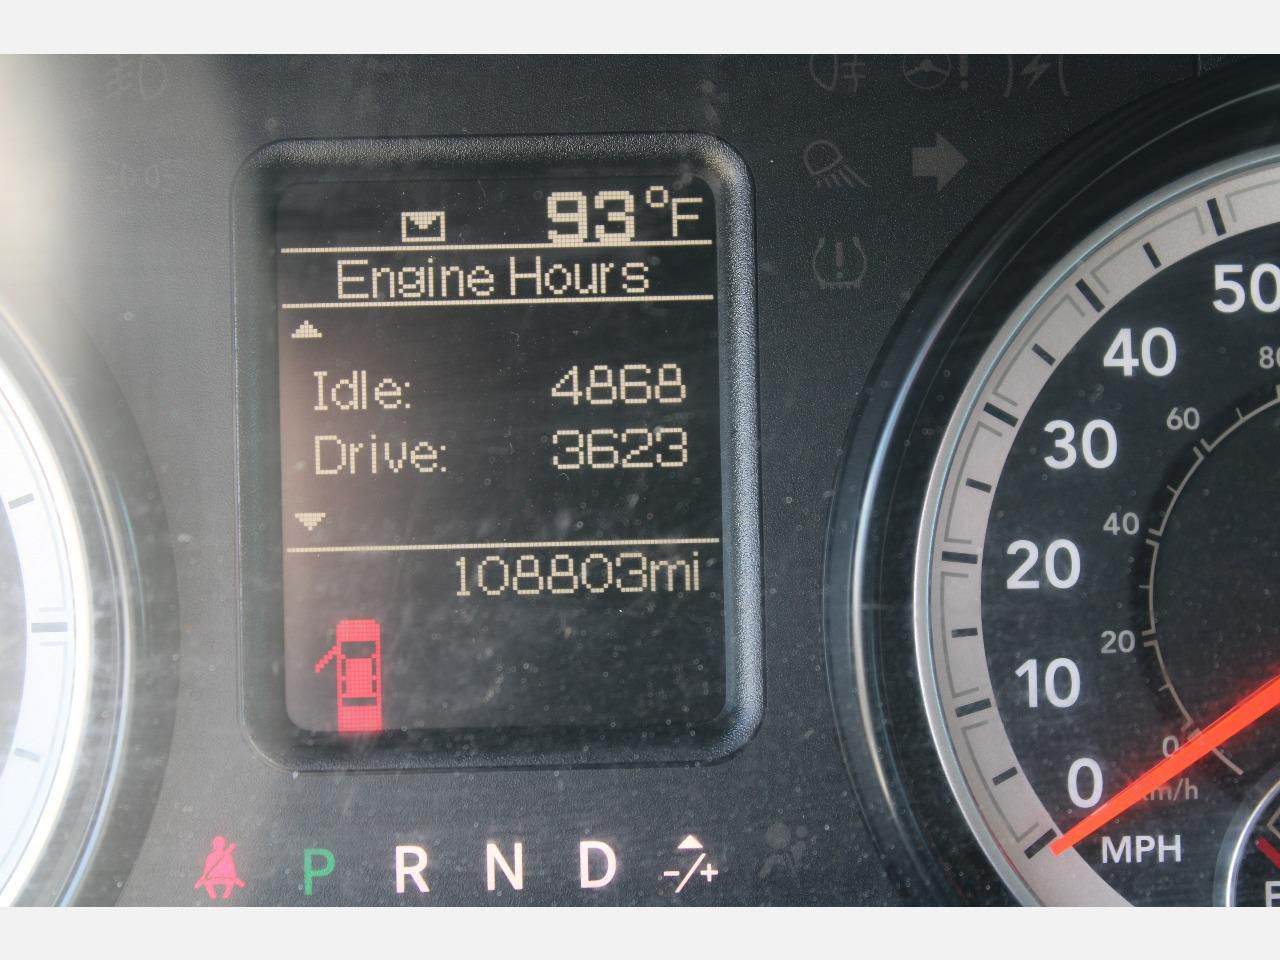 93°F
Engine Hours
Idle: 4868
Drive: 3623
108803mi
P R N D -/+
50
40
30
20
10
0
MPH
80
60
40
20
0
km/h